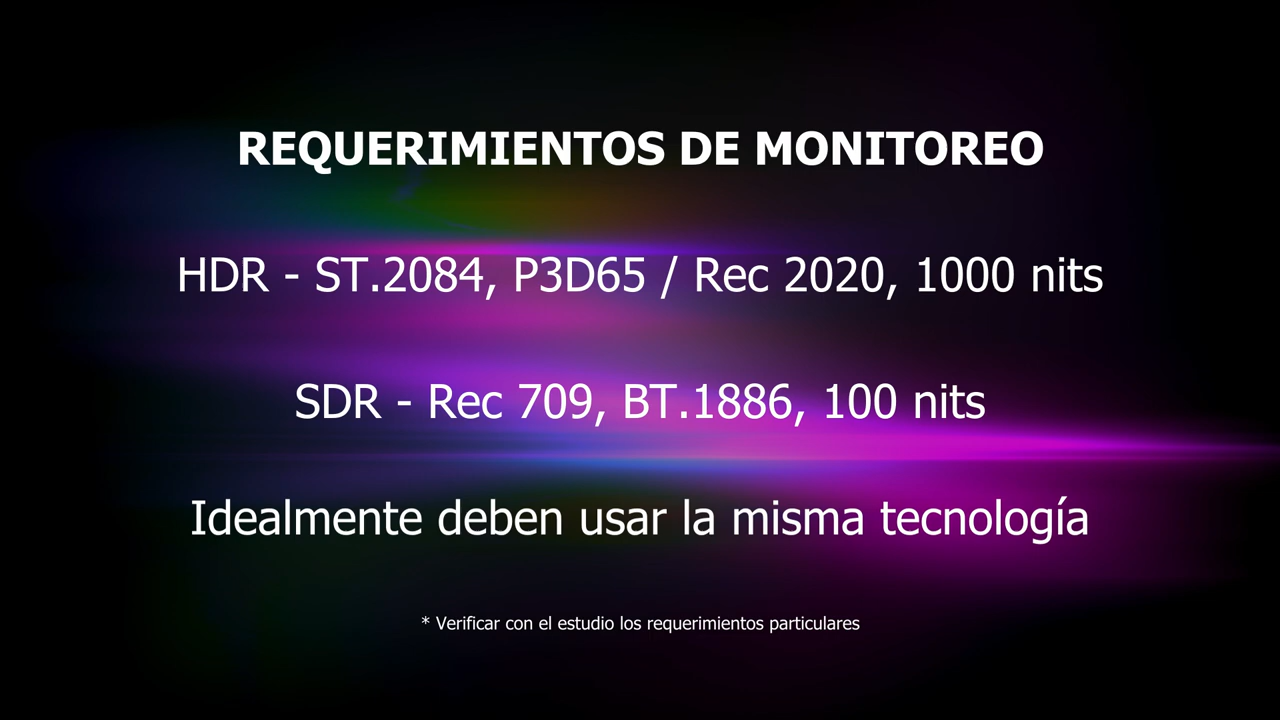 REQUERIMIENTOS DE MONITOREO
HDR - ST.2084, P3D65 / Rec 2020, 1000 nits
SDR - Rec 709, BT.1886, 100 nits
Idealmente deben usar la misma tecnología
* Verificar con el estudio los requerimientos particulares